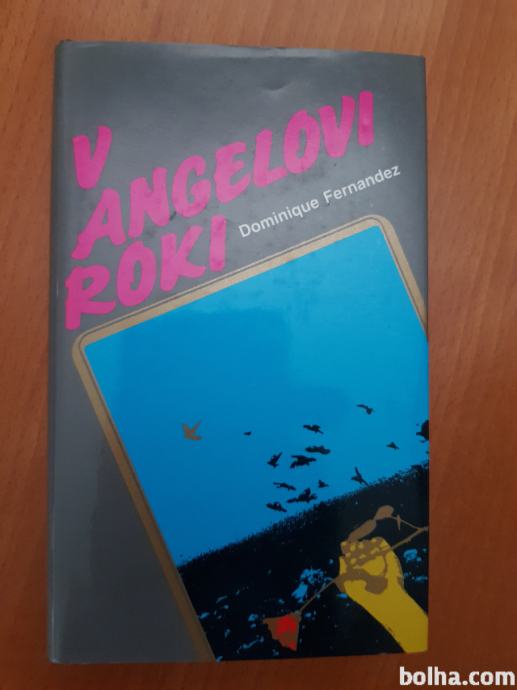 V
ANGELOVI
ROKI
Dominique Fernandez
bolha.com